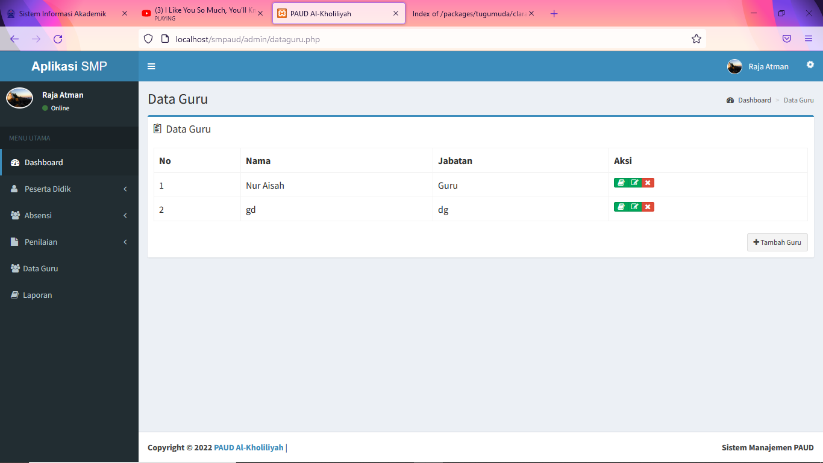 Sistem Informasi Akademik
(3) I Like You So Much, You'll Kn
PLAYING
PAUD Al-Kholiliyah
Index of /packages/tugumuda/cla
localhost/smpaud/admin/dataguru.php
Aplikasi SMP
Raja Atman
Raja Atman
Online
MENU UTAMA
Dashboard
Peserta Didik
Absensi
Penilaian
Data Guru
Laporan
Data Guru
Dashboard > Data Guru
Data Guru
No Nama Jabatan Aksi
1 Nur Aisah Guru
2 gd dg
Tambah Guru
Copyright © 2022 PAUD Al-Kholiliyah |
Sistem Manajemen PAUD